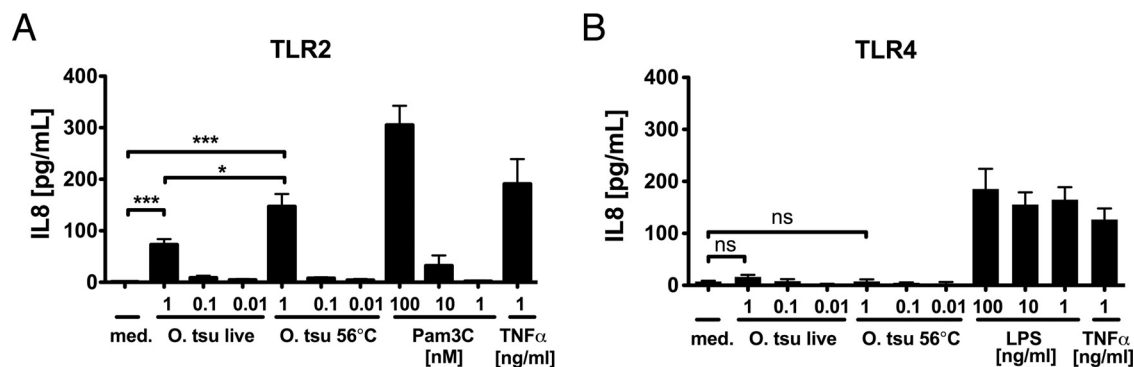 A
TLR2
IL8 [pg/mL]
400
300
200
100
0
***
*
***
1 0.1 0.01 1 0.1 0.01 100 10 1 1
med. O. tsu live O. tsu 56°C Pam3C TNFα
[nM] [ng/ml]
B
TLR4
IL8 [pg/mL]
400
300
200
100
0
ns
ns
1 0.1 0.01 1 0.1 0.01 100 10 1 1
med. O. tsu live O. tsu 56°C LPS TNFα
[ng/ml] [ng/ml]